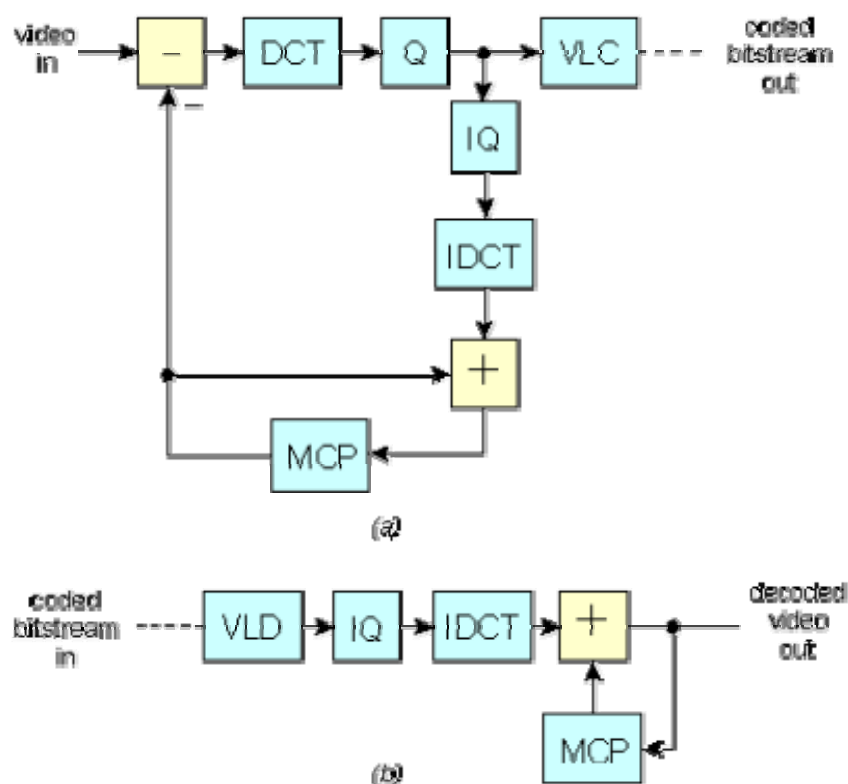 video
in
−
DCT
Q
VLC
coded
bitstream
out
−
IQ
IDCT
+
MCP
(a)
coded
bitstream
in
VLD
IQ
IDCT
+
decoded
video
out
MCP
(b)